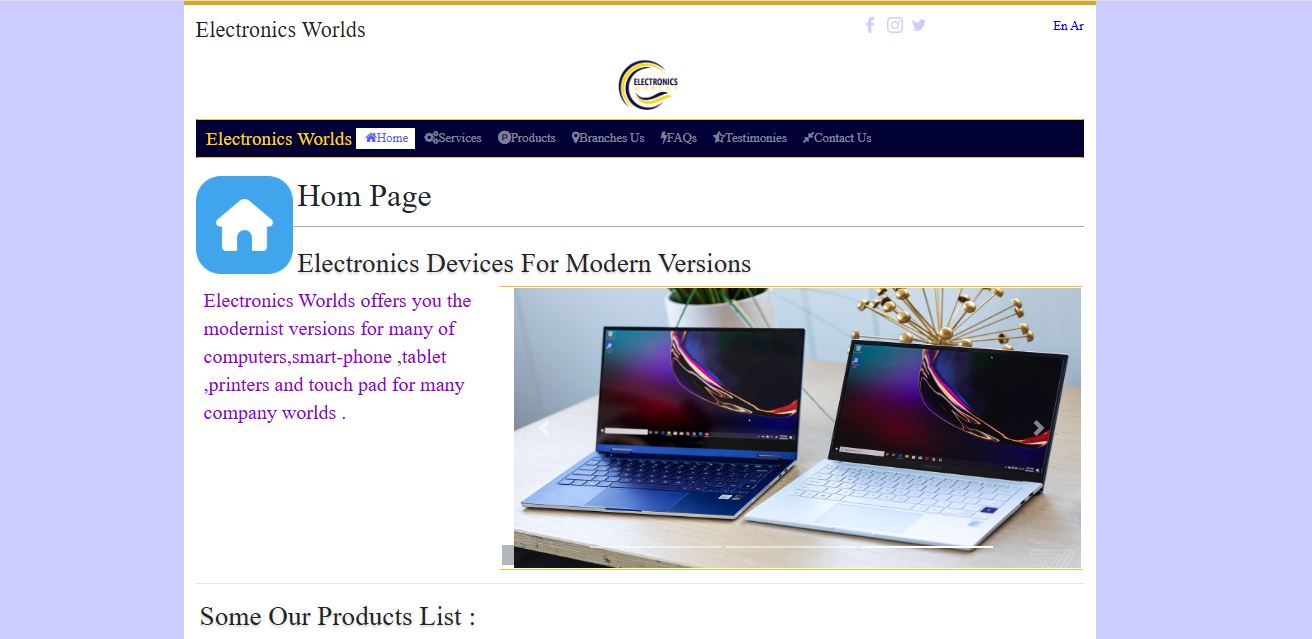 Electronics Worlds
En Ar
ELECTRONICS
Electronics Worlds Home Services Products Branches Us FAQs Testimonies Contact Us
Hom Page
Electronics Devices For Modern Versions
Electronics Worlds offers you the
modernist versions for many of
computers,smart-phone ,tablet
,printers and touch pad for many
company worlds .
Some Our Products List :